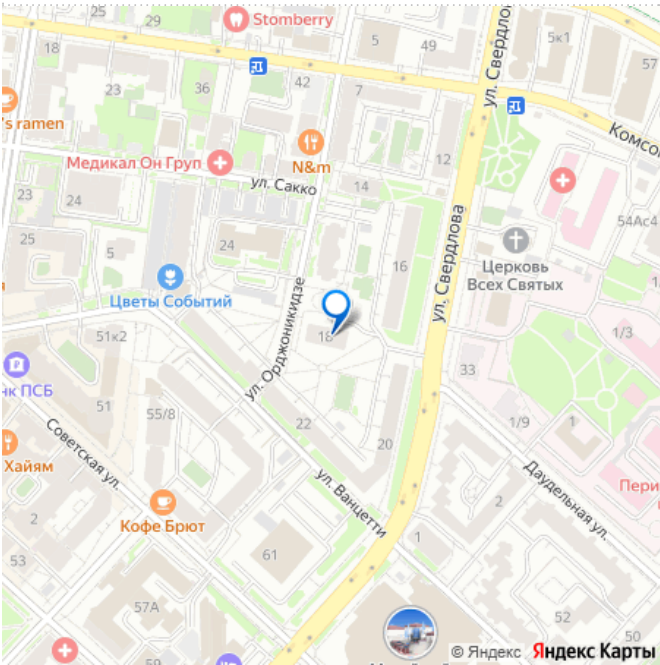 Stomberry
5
49
5к1
57
18
25
29
23
36
42
7
ул. Свердлова
's ramen
Медикал Он Груп
N&m
12
ул. Сакко
14
23
24
54Ас4
25
5
24
16
ул. Свердлова
Церковь
Всех Святых
Цветы Событий
ул. Орджоникидзе
18
51к2
1/3
нк ПСБ
33
51
55/8
22
1/9
1
20
Советская ул.
Хайям
ул. Ванцетти
Даудельная ул.
2
Кофе Брют
2
53
61
1
52
50
57А
59
© Яндекс Яндекс Карты